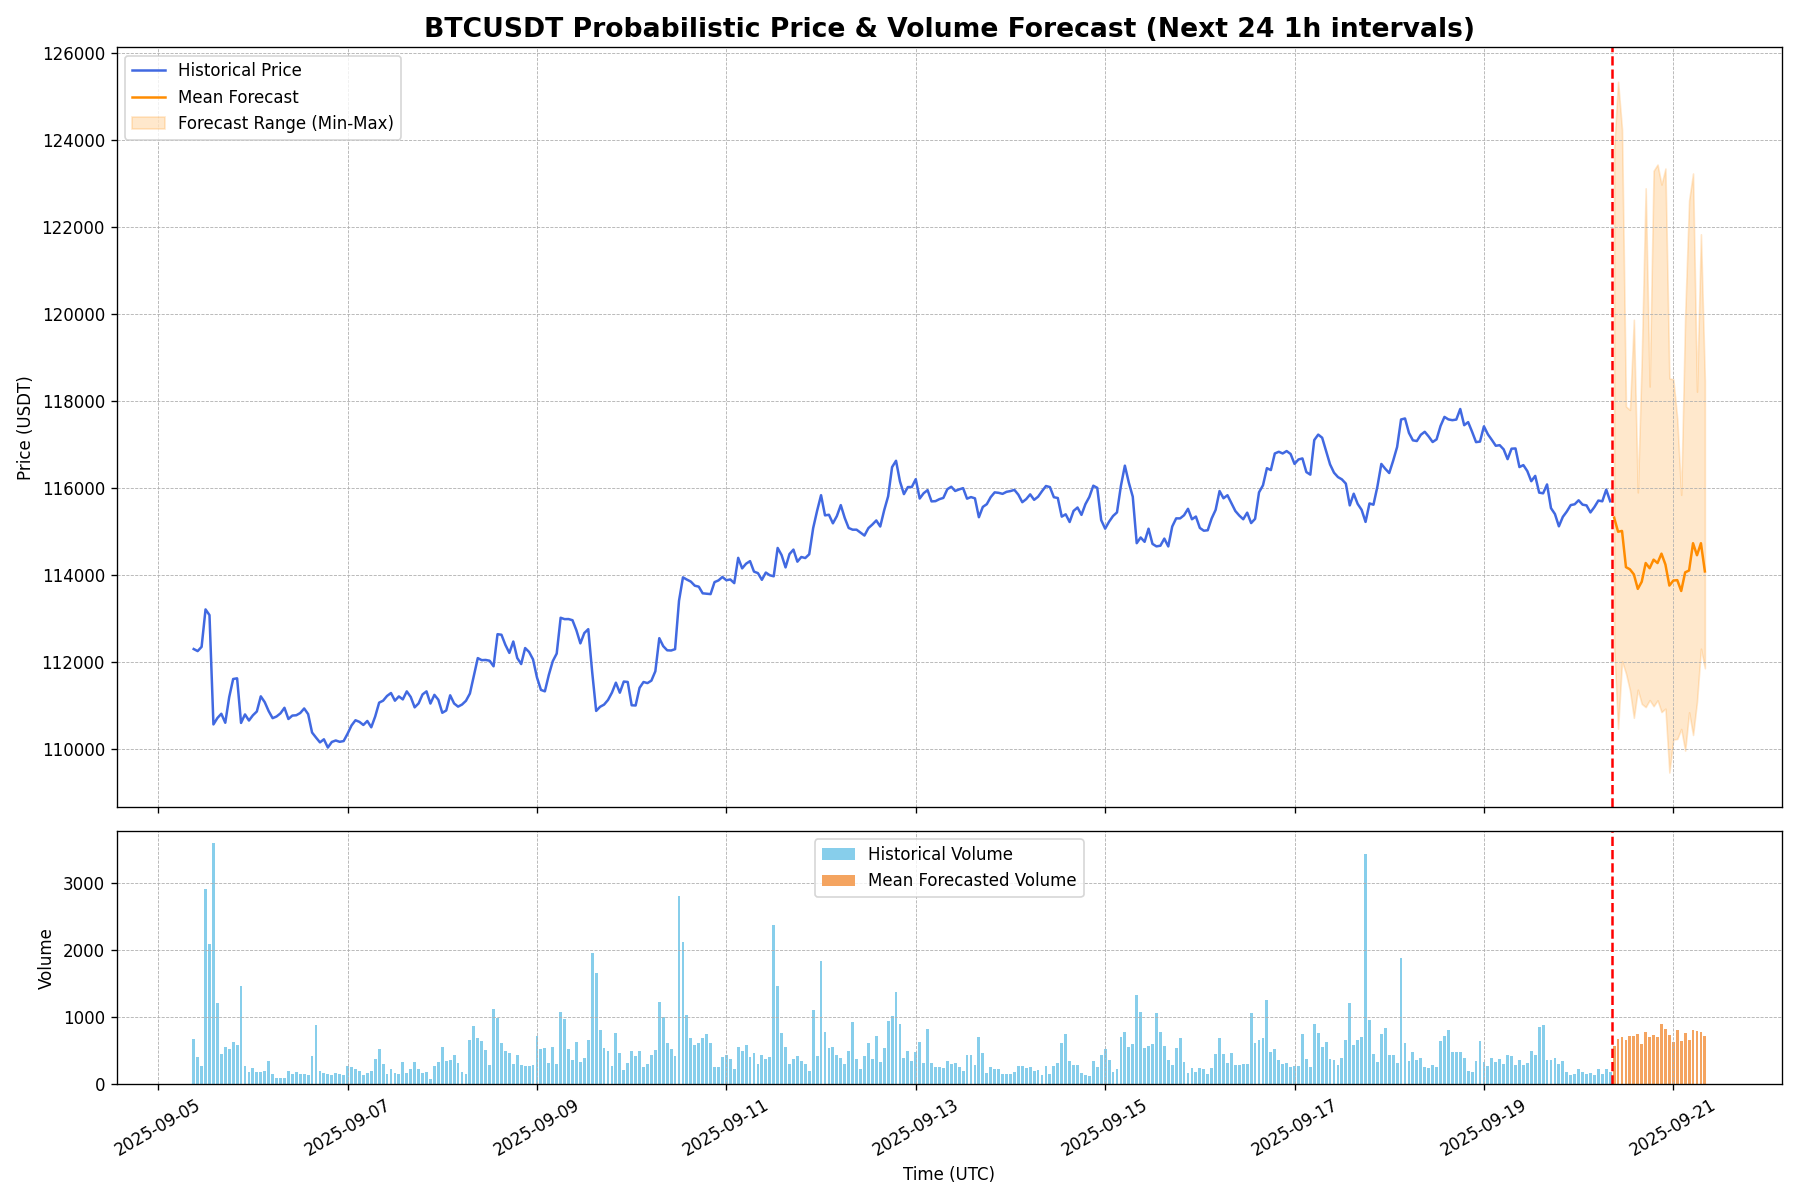 BTCUSDT Probabilistic Price & Volume Forecast (Next 24 1h intervals)
126000
124000
122000
120000
118000
116000
114000
112000
110000
Price (USDT)
Historical Price
Mean Forecast
Forecast Range (Min-Max)
3000
2000
1000
0
Volume
Historical Volume
Mean Forecasted Volume
2025-09-05
2025-09-07
2025-09-09
2025-09-11
2025-09-13
2025-09-15
2025-09-17
2025-09-19
2025-09-21
Time (UTC)